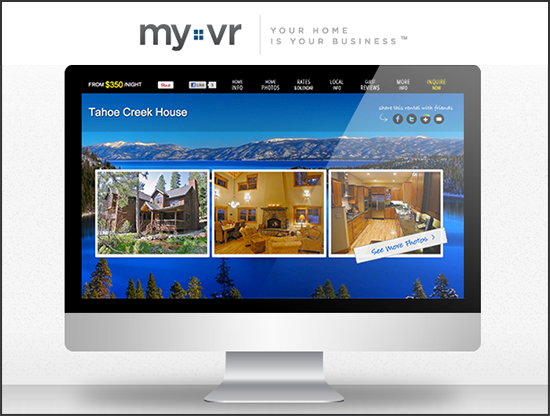 my vr
YOUR HOME
IS YOUR BUSINESS™
FROM $350 /NIGHT
Pin it
Like
HOME
INFO
HOME
PHOTOS
RATES
& CALENDAR
LOCAL
INFO
GUEST
REVIEWS
MORE
INFO
INQUIRE
NOW
Tahoe Creek House
share this rental with friends
See More Photos >